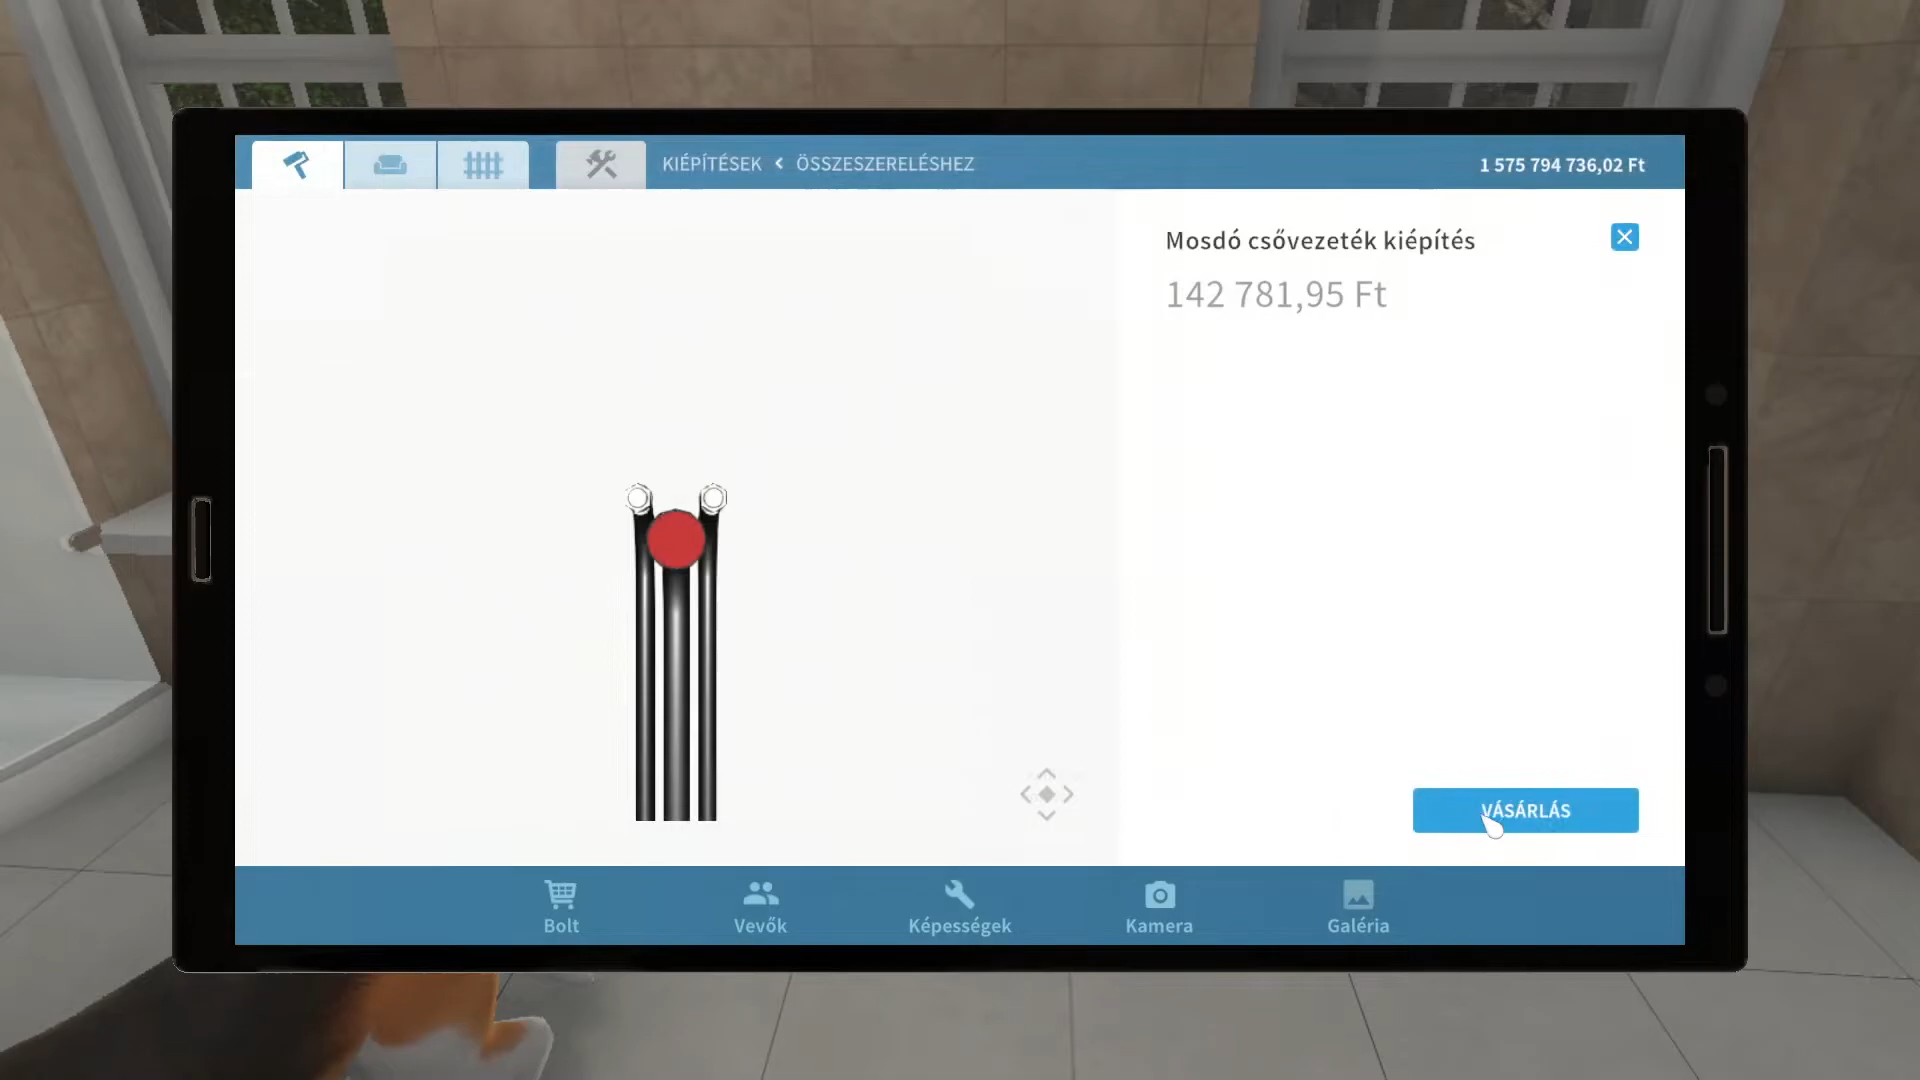 KIÉPÍTÉSEK < ÖSSZESZERELÉSHEZ
1 575 794 736,02 Ft
Mosdó csővezeték kiépítés
142 781,95 Ft
VÁSÁRLÁS
Bolt
Vevők
Képességek
Kamera
Galéria